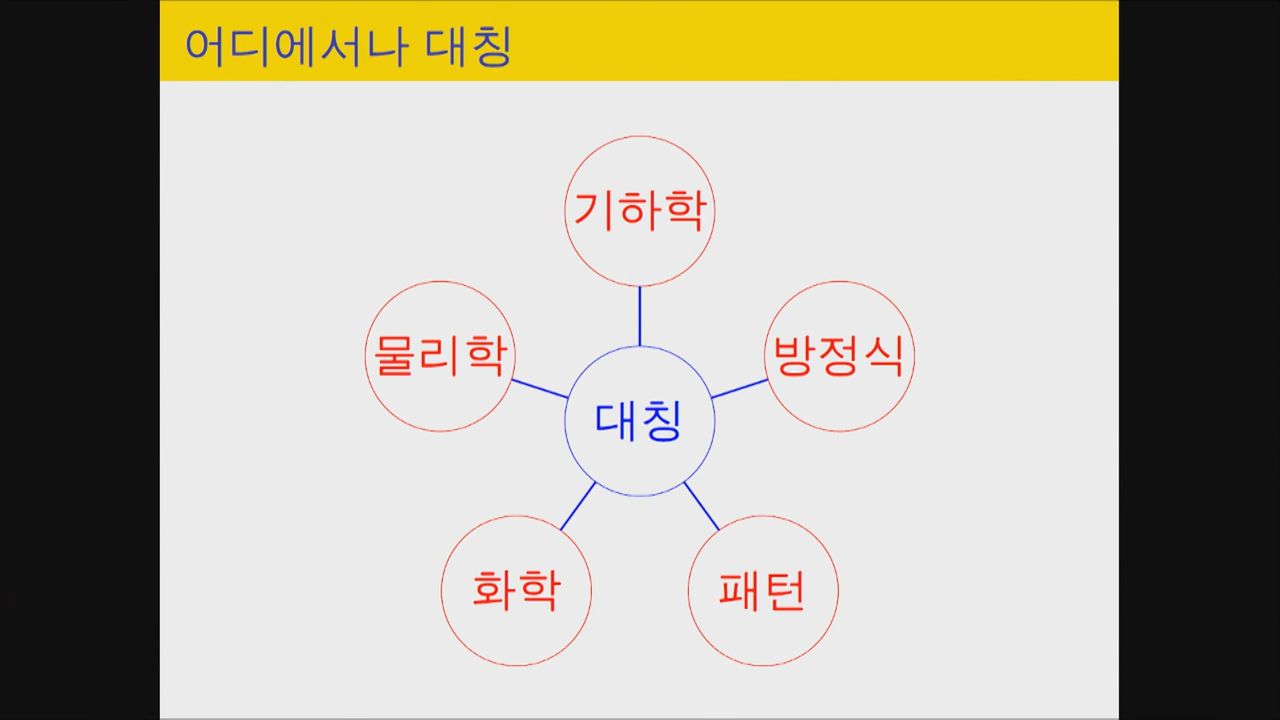 어디에서나 대칭
기하학
물리학
방정식
대칭
화학
패턴